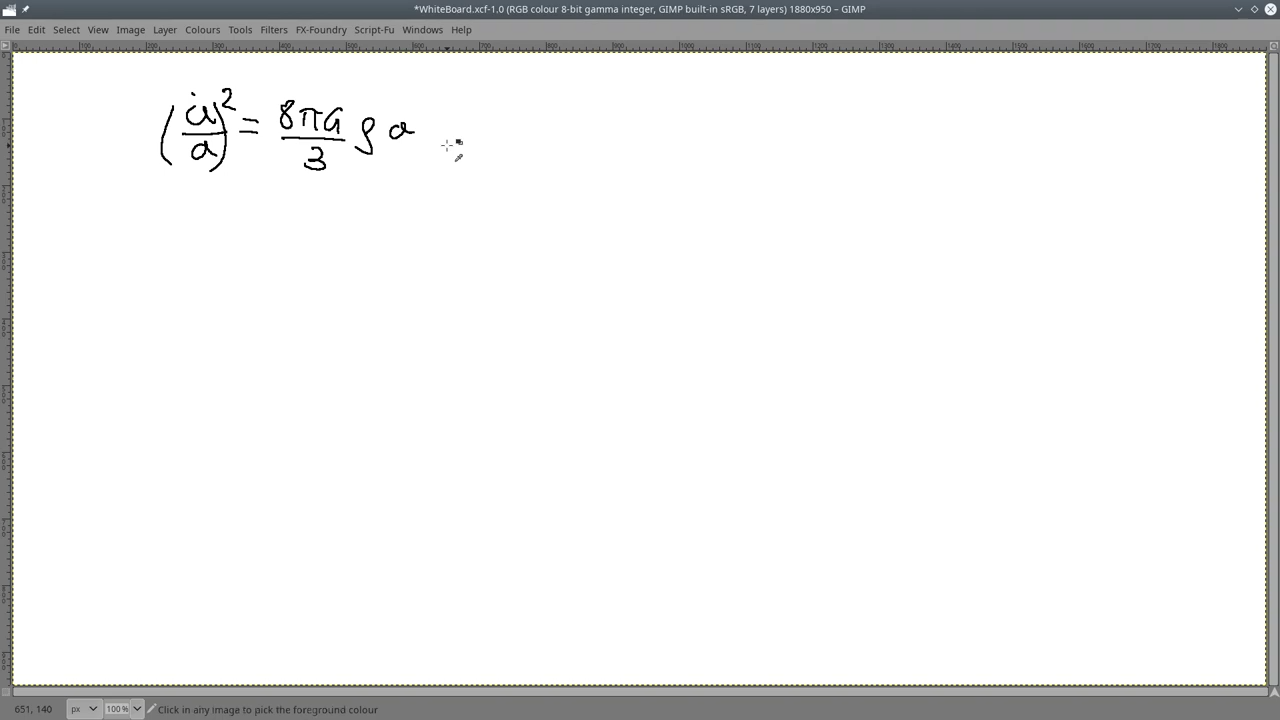 *WhiteBoard.xcf-1.0 (RGB colour 8-bit gamma integer, GIMP built-in sRGB, 7 layers) 1880x950 – GIMP
File Edit Select View Image Layer Colours Tools Filters FX-Foundry Script-Fu Windows Help
(ȧ/a)² = 8πG/3 ρ a
651, 140 px 100% Click in any image to pick the foreground colour